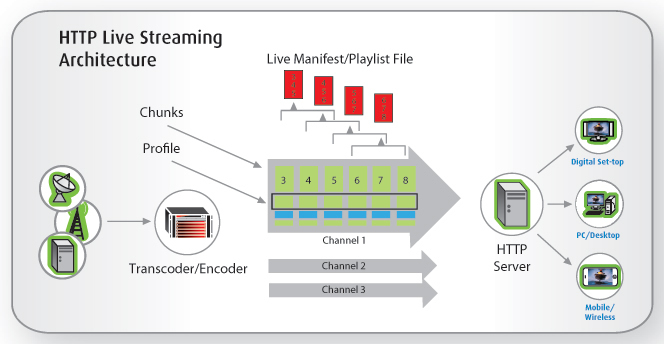 HTTP Live Streaming
Architecture
Live Manifest/Playlist File
Chunks
Profile
3 4 5 6 7 8
Channel 1
Channel 2
Channel 3
Transcoder/Encoder
HTTP
Server
Digital Set-top
PC/Desktop
Mobile/
Wireless